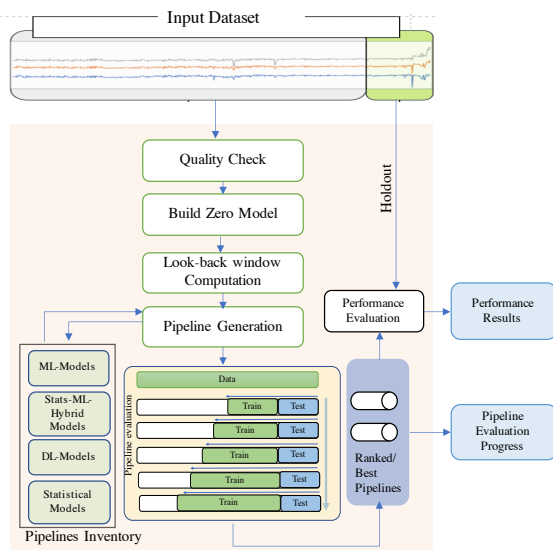 Input Dataset
Quality Check
Build Zero Model
Holdout
Look-back window
Computation
Pipeline Generation
Performance
Evaluation
Performance
Results
ML-Models
Stats-ML-
Hybrid
Models
DL-Models
Statistical
Models
Pipelines Inventory
Pipeline evaluation
Data
Train
Test
Train
Test
Train
Test
Train
Test
Train
Test
Ranked/
Best
Pipelines
Pipeline
Evaluation
Progress